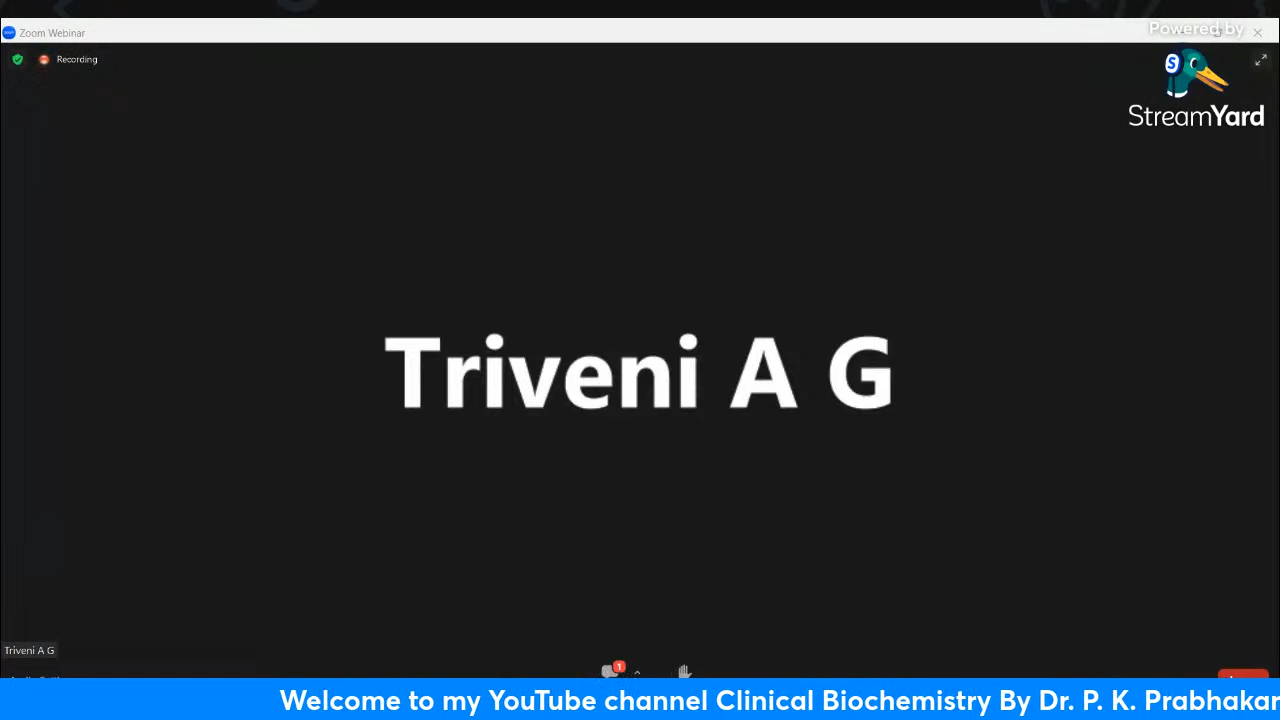 Zoom Webinar
Powered by
Recording
S
StreamYard
Triveni A G
Triveni A G
1
Welcome to my YouTube channel Clinical Biochemistry By Dr. P. K. Prabhakar